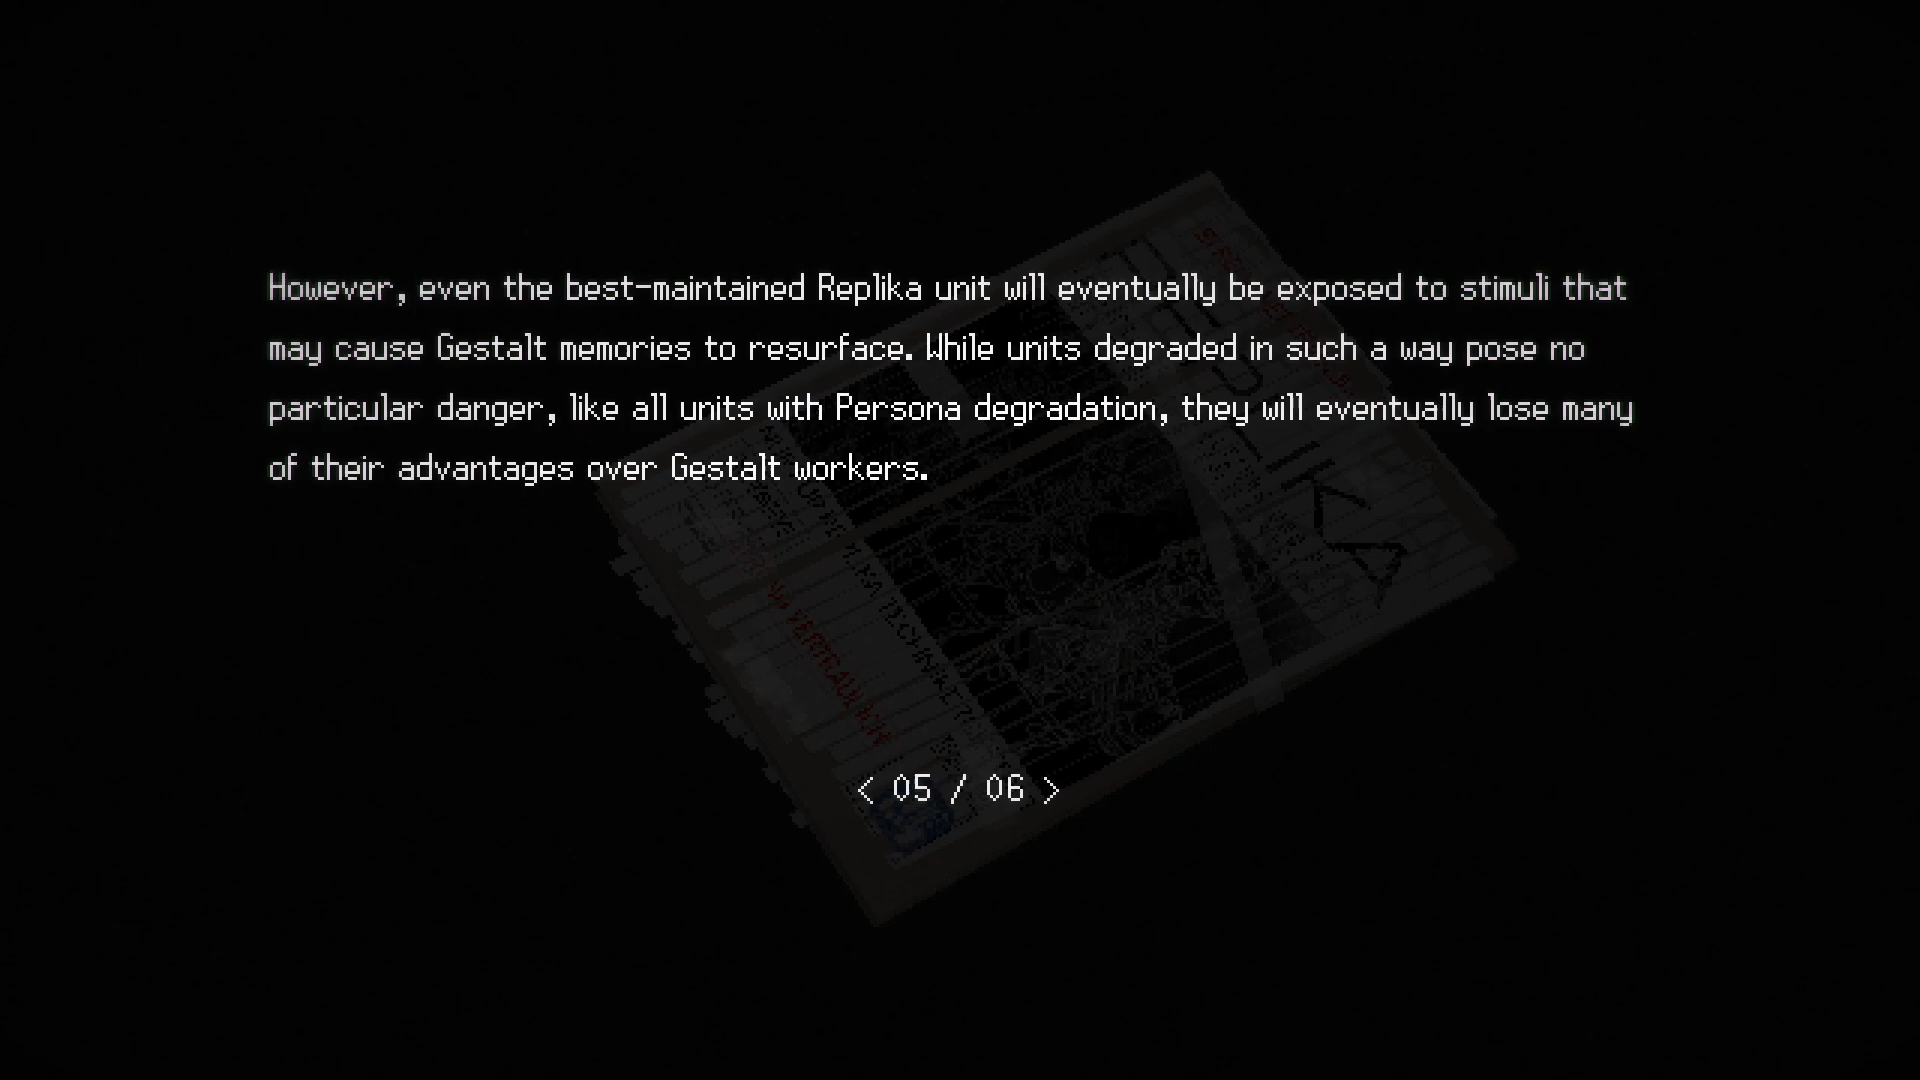 However, even the best-maintained Replika unit will eventually be exposed to stimuli that
may cause Gestalt memories to resurface. While units degraded in such a way pose no
particular danger, like all units with Persona degradation, they will eventually lose many
of their advantages over Gestalt workers.
< 05 / 06 >